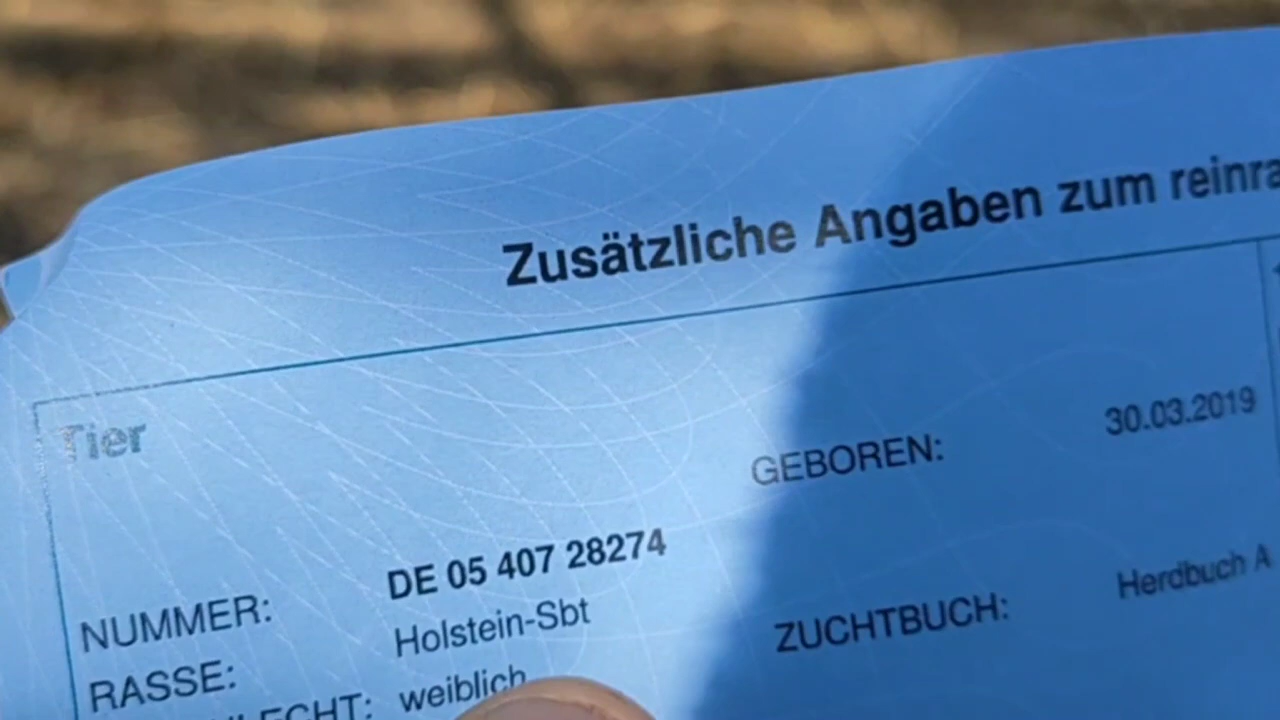 Zusätzliche Angaben zum
Tier
GEBOREN: 30.03.2019
NUMMER: DE 05 407 28274
RASSE: Holstein-Sbt
ZUCHTBUCH: Herdbuch A
weiblich